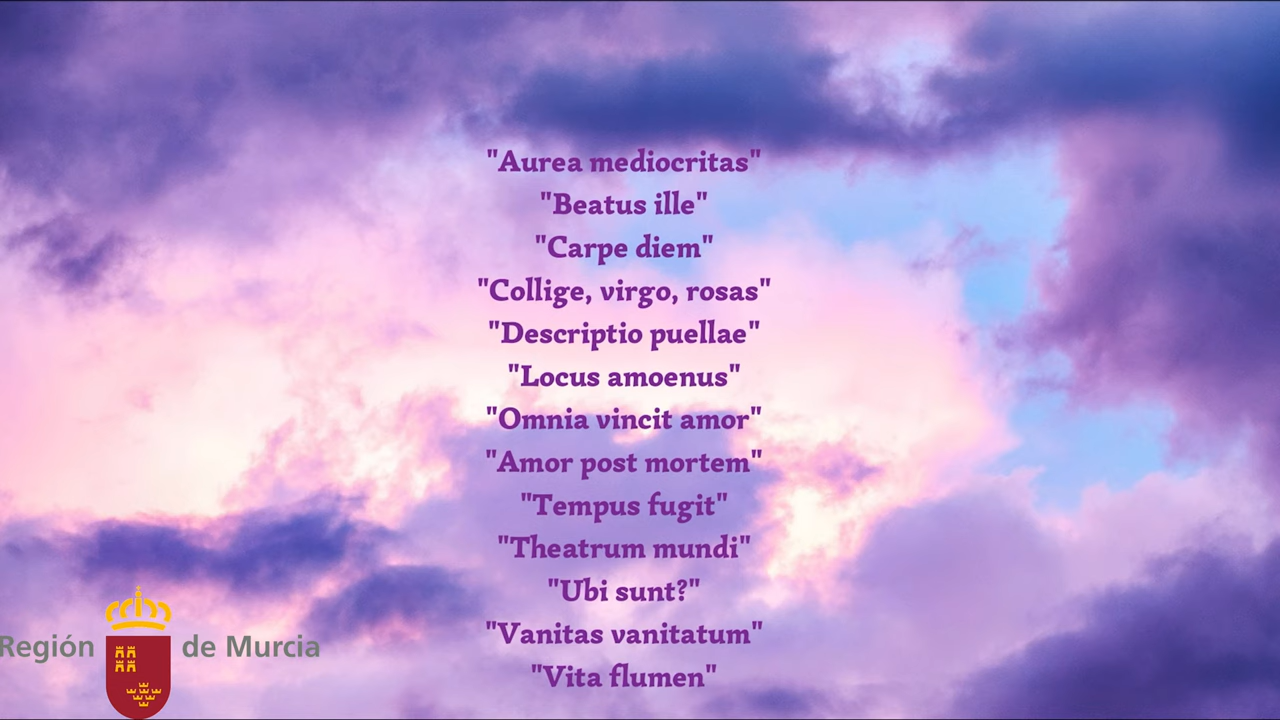 "Aurea mediocritas"
"Beatus ille"
"Carpe diem"
"Collige, virgo, rosas"
"Descriptio puellae"
"Locus amoenus"
"Omnia vincit amor"
"Amor post mortem"
"Tempus fugit"
"Theatrum mundi"
"Ubi sunt?"
"Vanitas vanitatum"
"Vita flumen"
Región de Murcia